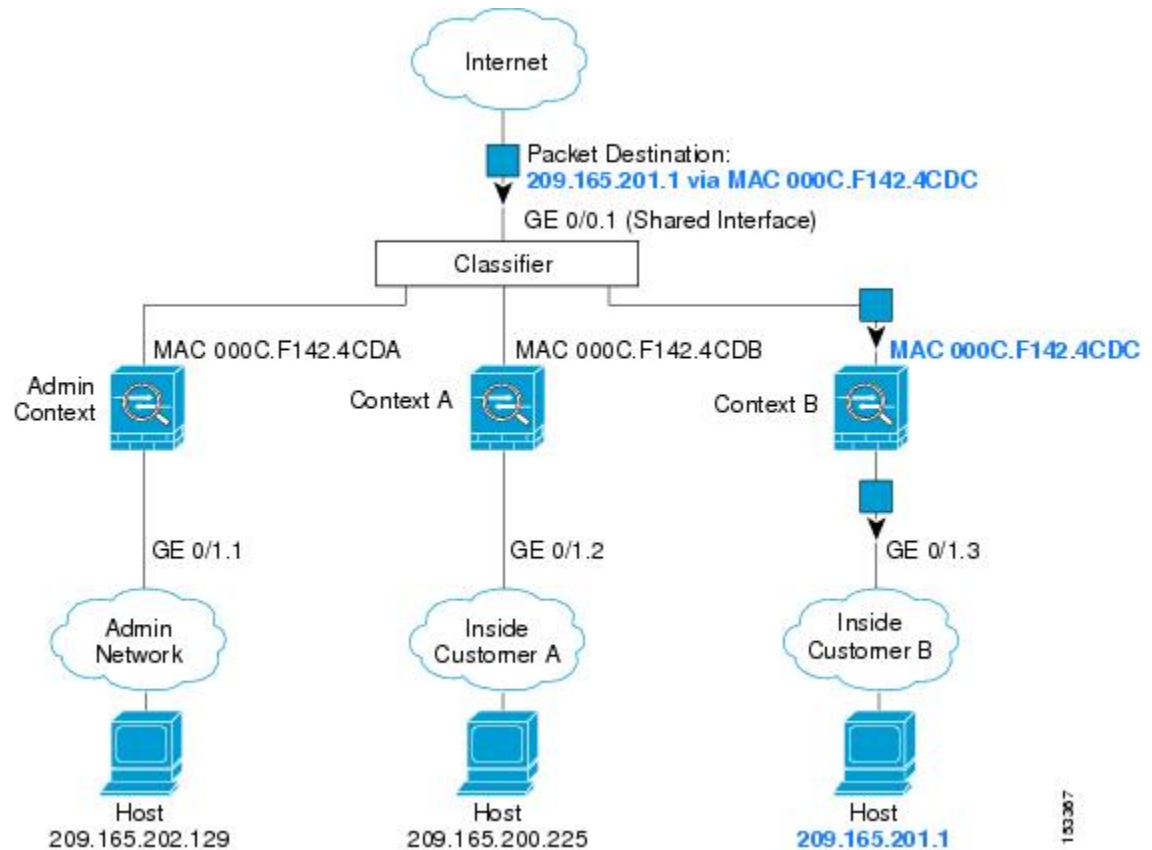 Internet
Packet Destination:
209.165.201.1 via MAC 000C.F142.4CDC
GE 0/0.1 (Shared Interface)
Classifier
MAC 000C.F142.4CDA
MAC 000C.F142.4CDB
MAC 000C.F142.4CDC
Admin
Context
Context A
Context B
GE 0/1.1
GE 0/1.2
GE 0/1.3
Admin
Network
Inside
Customer A
Inside
Customer B
Host
209.165.202.129
Host
209.165.200.225
Host
209.165.201.1
153367